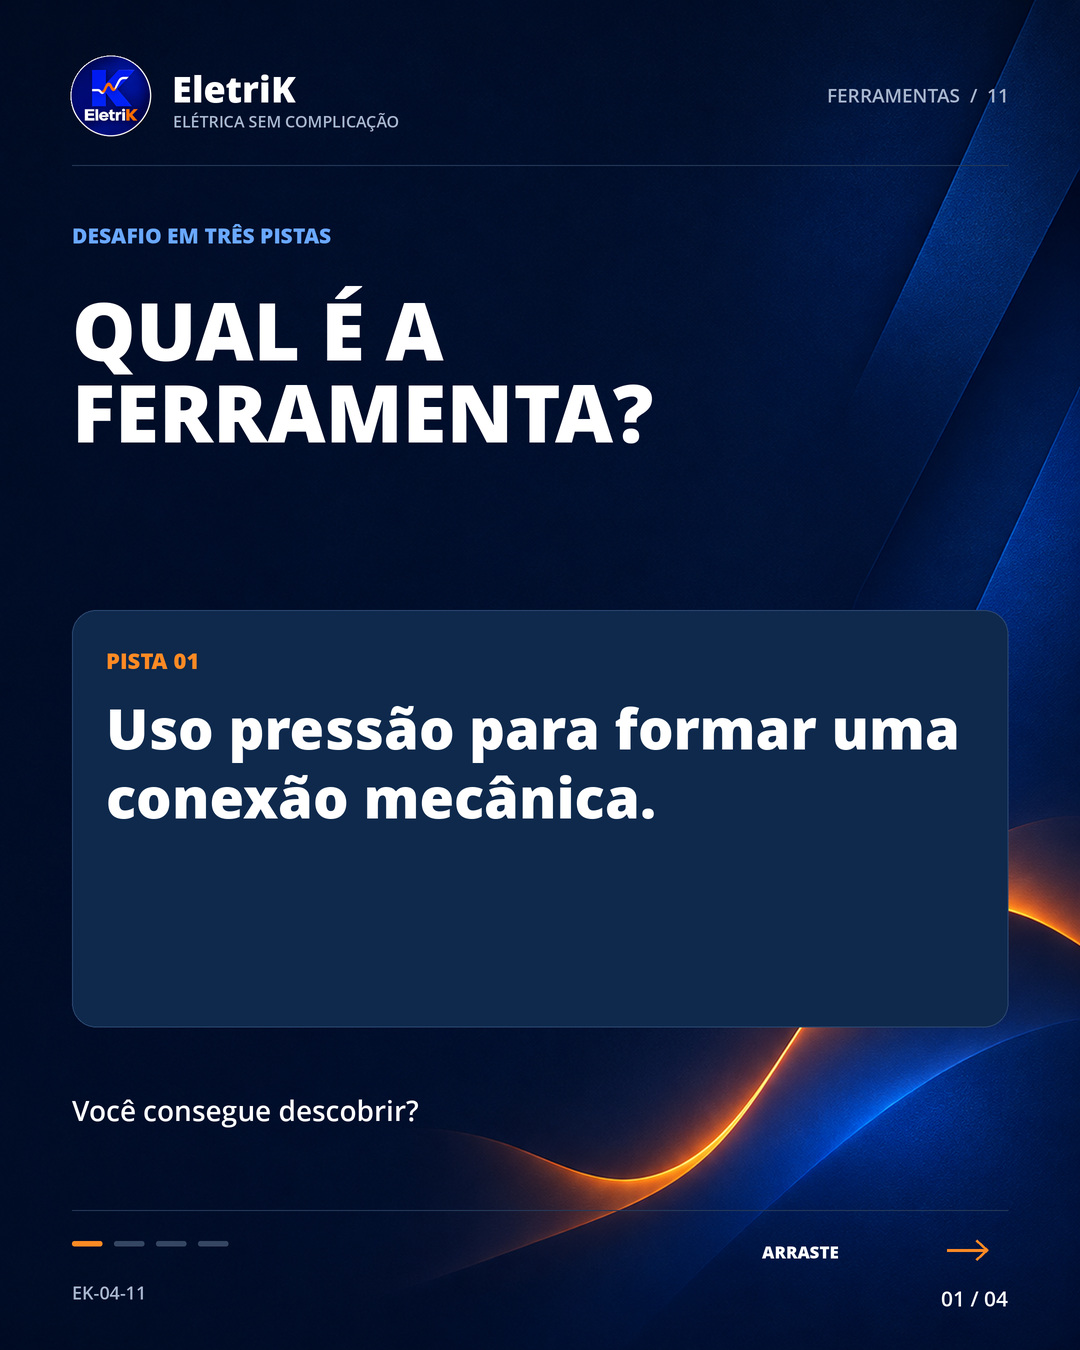 EletriK
EletriK
ELÉTRICA SEM COMPLICAÇÃO
FERRAMENTAS / 11
DESAFIO EM TRÊS PISTAS
QUAL É A
FERRAMENTA?
PISTA 01
Uso pressão para formar uma
conexão mecânica.
Você consegue descobrir?
ARRASTE
EK-04-11
01 / 04